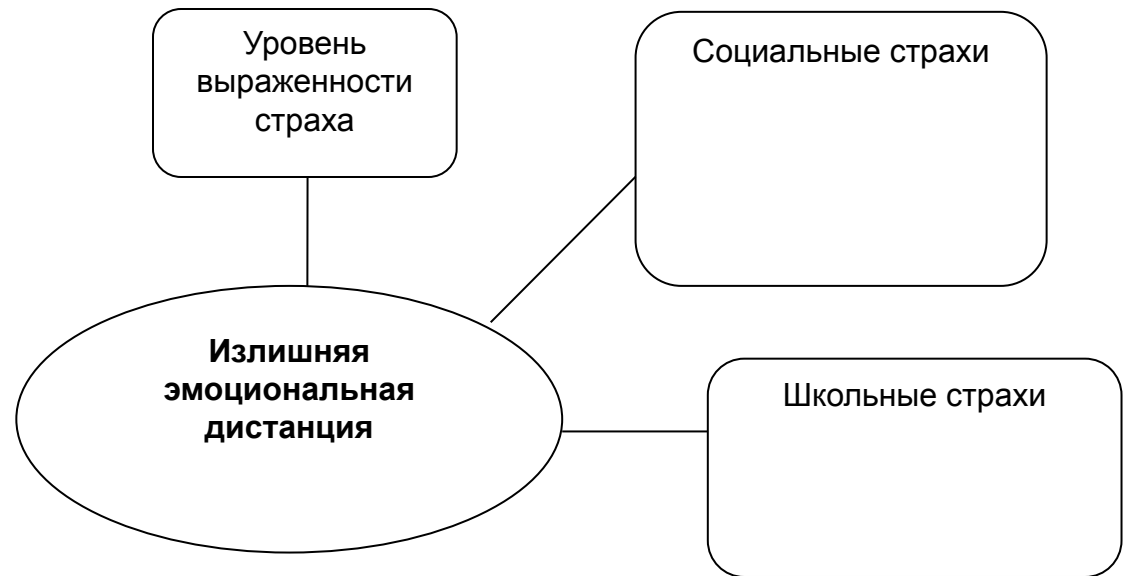 Уровень
выраженности
страха
Социальные страхи
Излишняя
эмоциональная
дистанция
Школьные страхи